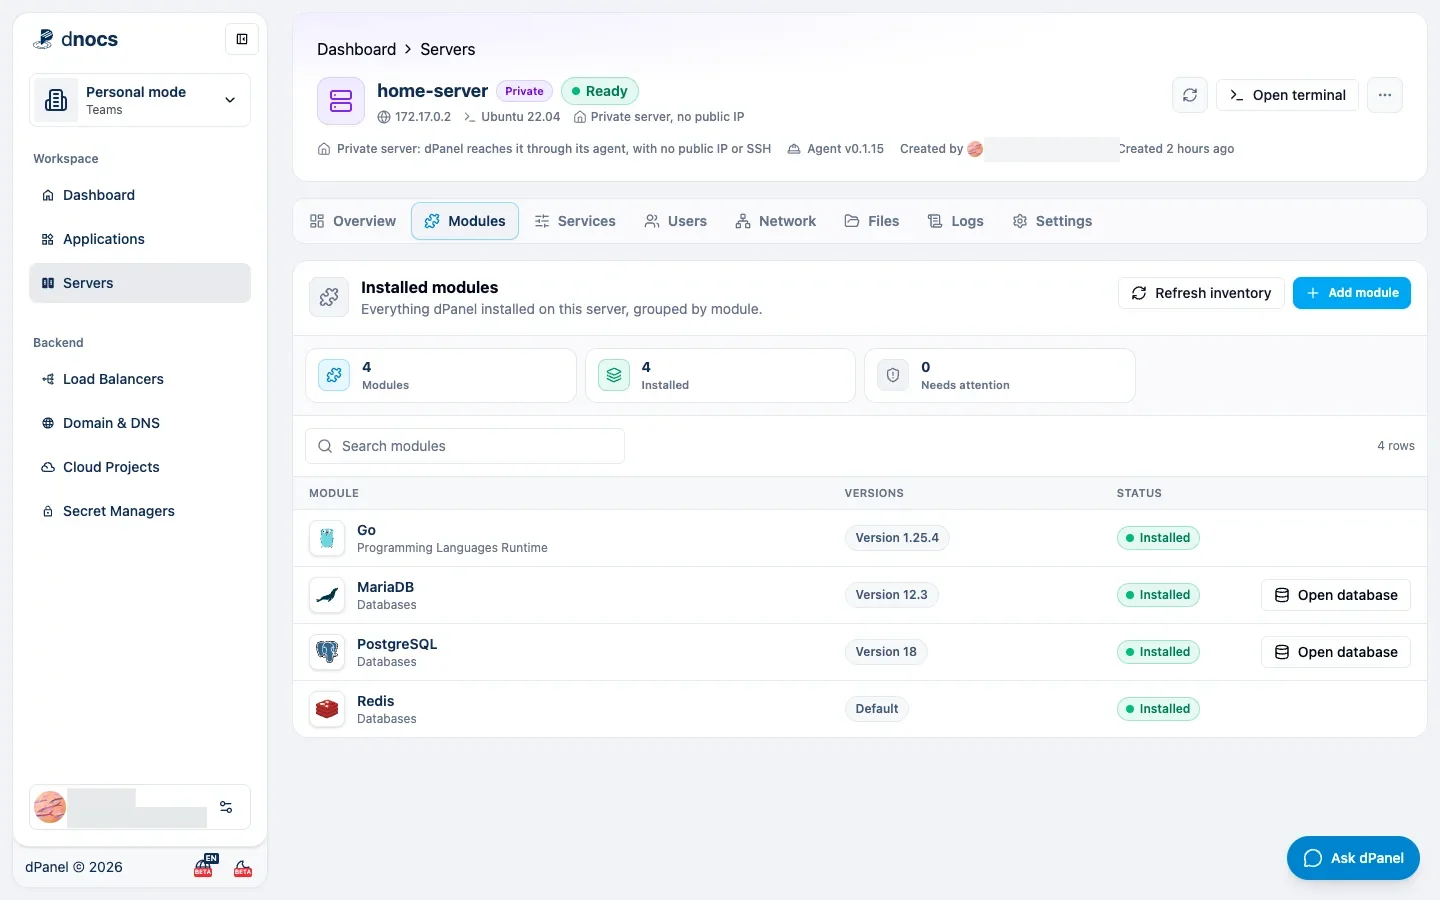 dnocs
Personal mode
Teams
Workspace
Dashboard
Applications
Servers
Backend
Load Balancers
Domain & DNS
Cloud Projects
Secret Managers
dPanel © 2026
EN
BETA
BETA
Dashboard > Servers
home-server Private Ready
172.17.0.2 Ubuntu 22.04 Private server, no public IP
Private server: dPanel reaches it through its agent, with no public IP or SSH Agent v0.1.15 Created by Created 2 hours ago
Open terminal
Overview Modules Services Users Network Files Logs Settings
Installed modules
Everything dPanel installed on this server, grouped by module.
Refresh inventory
Add module
4
Modules
4
Installed
0
Needs attention
Search modules
4 rows
MODULE VERSIONS STATUS
Go
Programming Languages Runtime
Version 1.25.4
Installed
MariaDB
Databases
Version 12.3
Installed
Open database
PostgreSQL
Databases
Version 18
Installed
Open database
Redis
Databases
Default
Installed
Ask dPanel